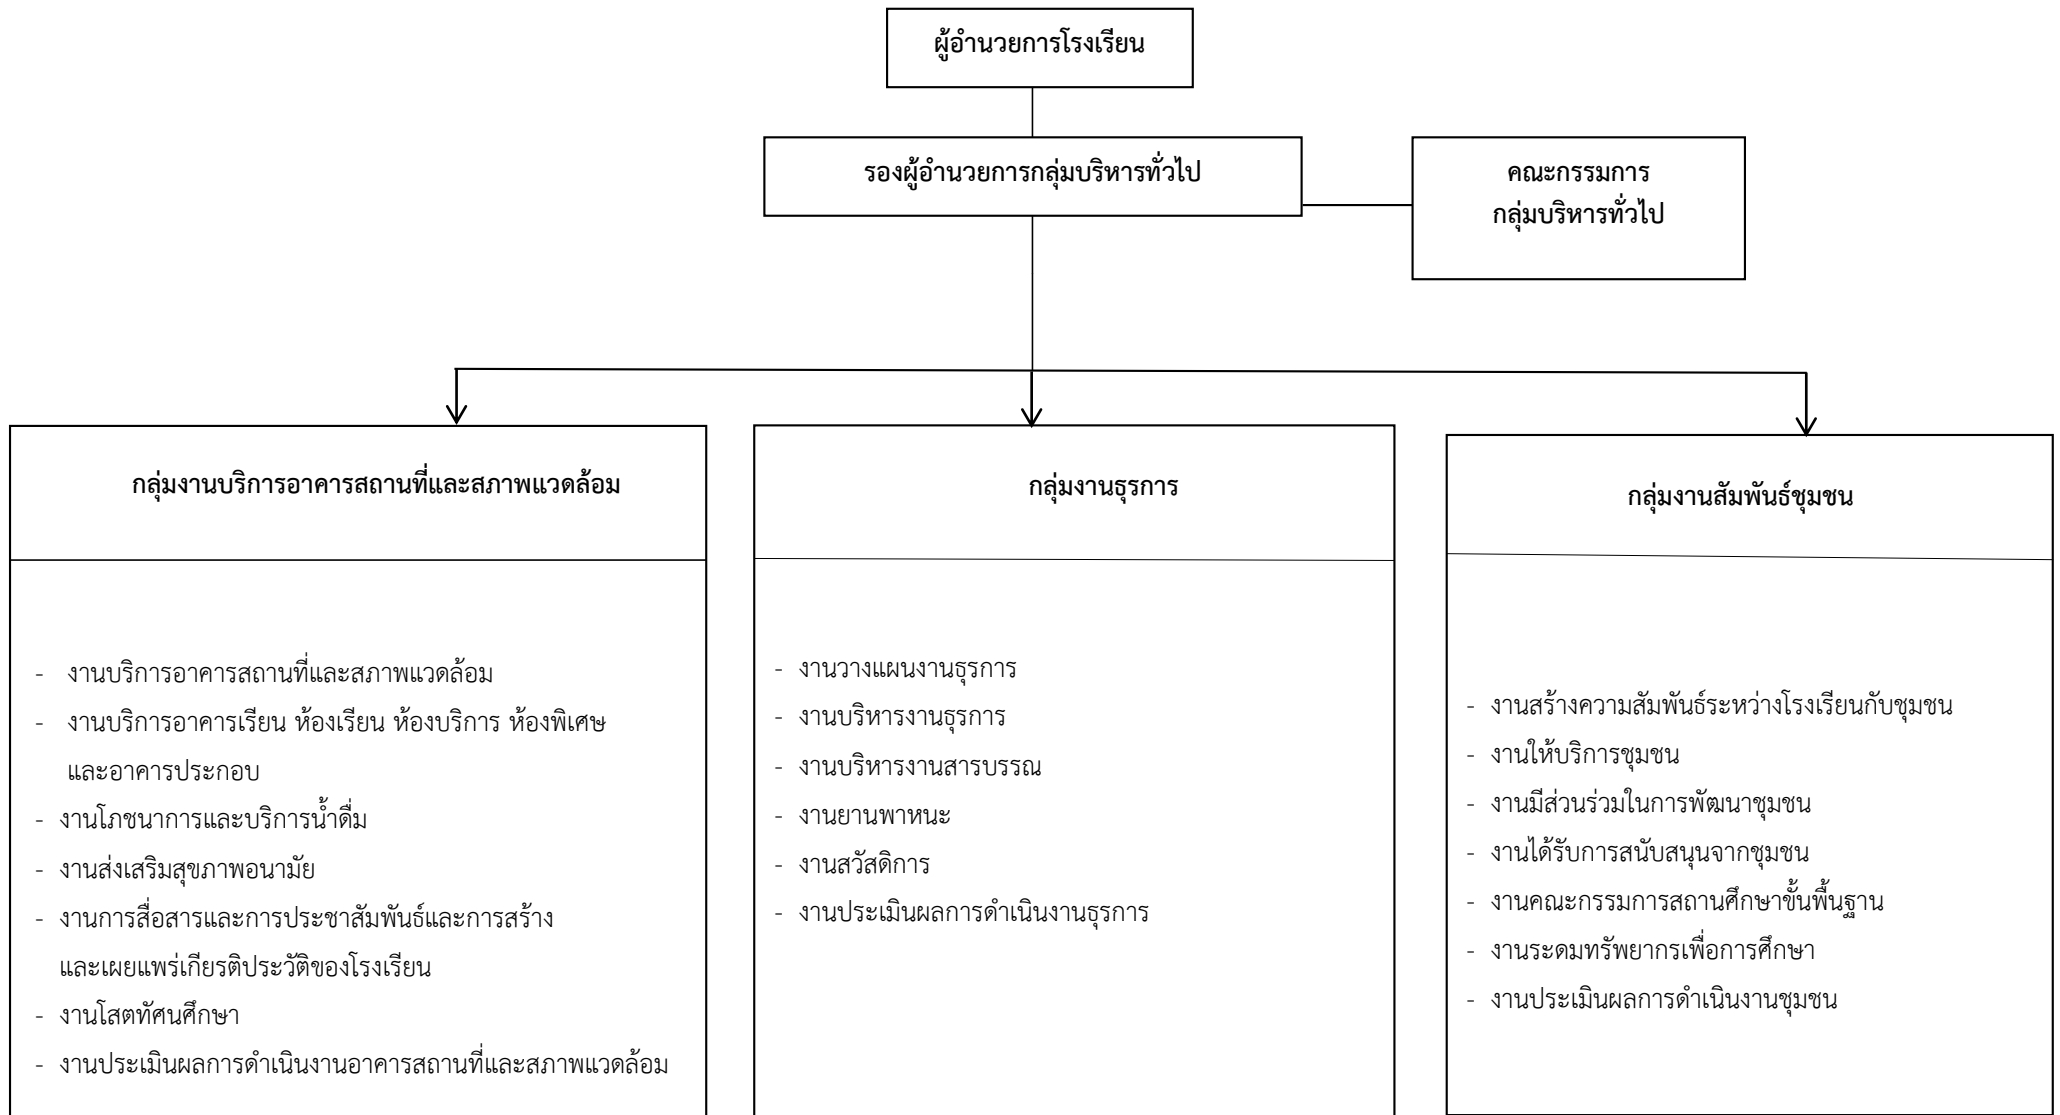 ผู้อำนวยการโรงเรียน
รองผู้อำนวยการกลุ่มบริหารทั่วไป
คณะกรรมการ
กลุ่มบริหารทั่วไป
กลุ่มงานบริการอาคารสถานที่และสภาพแวดล้อม
- งานบริการอาคารสถานที่และสภาพแวดล้อม
- งานบริการอาคารเรียน ห้องเรียน ห้องบริการ ห้องพิเศษ
และอาคารประกอบ
- งานโภชนาการและบริการน้ำดื่ม
- งานส่งเสริมสุขภาพอนามัย
- งานการสื่อสารและการประชาสัมพันธ์และการสร้าง
และเผยแพร่เกียรติประวัติของโรงเรียน
- งานโสตทัศนศึกษา
- งานประเมินผลการดำเนินงานอาคารสถานที่และสภาพแวดล้อม
กลุ่มงานธุรการ
- งานวางแผนงานธุรการ
- งานบริหารงานธุรการ
- งานบริหารงานสารบรรณ
- งานยานพาหนะ
- งานสวัสดิการ
- งานประเมินผลการดำเนินงานธุรการ
กลุ่มงานสัมพันธ์ชุมชน
- งานสร้างความสัมพันธ์ระหว่างโรงเรียนกับชุมชน
- งานให้บริการชุมชน
- งานมีส่วนร่วมในการพัฒนาชุมชน
- งานได้รับการสนับสนุนจากชุมชน
- งานคณะกรรมการสถานศึกษาขั้นพื้นฐาน
- งานระดมทรัพยากรเพื่อการศึกษา
- งานประเมินผลการดำเนินงานชุมชน